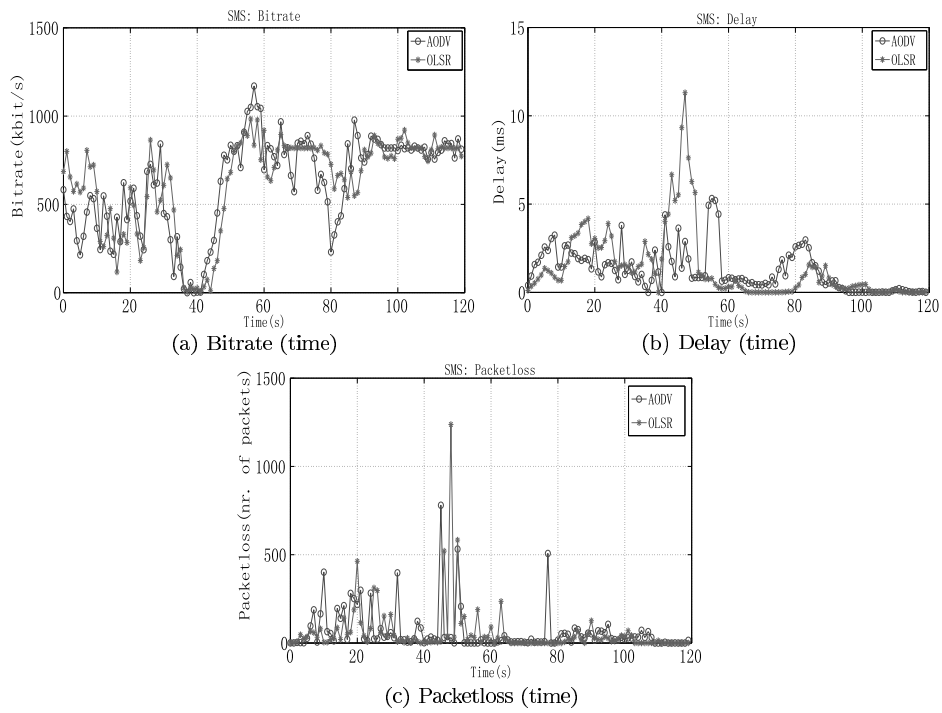 SMS: Bitrate
1500
1000
500
0
Bitrate(kbit/s)
AODV
OLSR
0 20 40 60 80 100 120
Time(s)
(a) Bitrate (time)
SMS: Delay
15
10
5
0
Delay(ms)
AODV
OLSR
0 20 40 60 80 100 120
Time(s)
(b) Delay (time)
SMS: Packetloss
1500
1000
500
0
Packetloss(nr. of packets)
AODV
OLSR
0 20 40 60 80 100 120
Time(s)
(c) Packetloss (time)